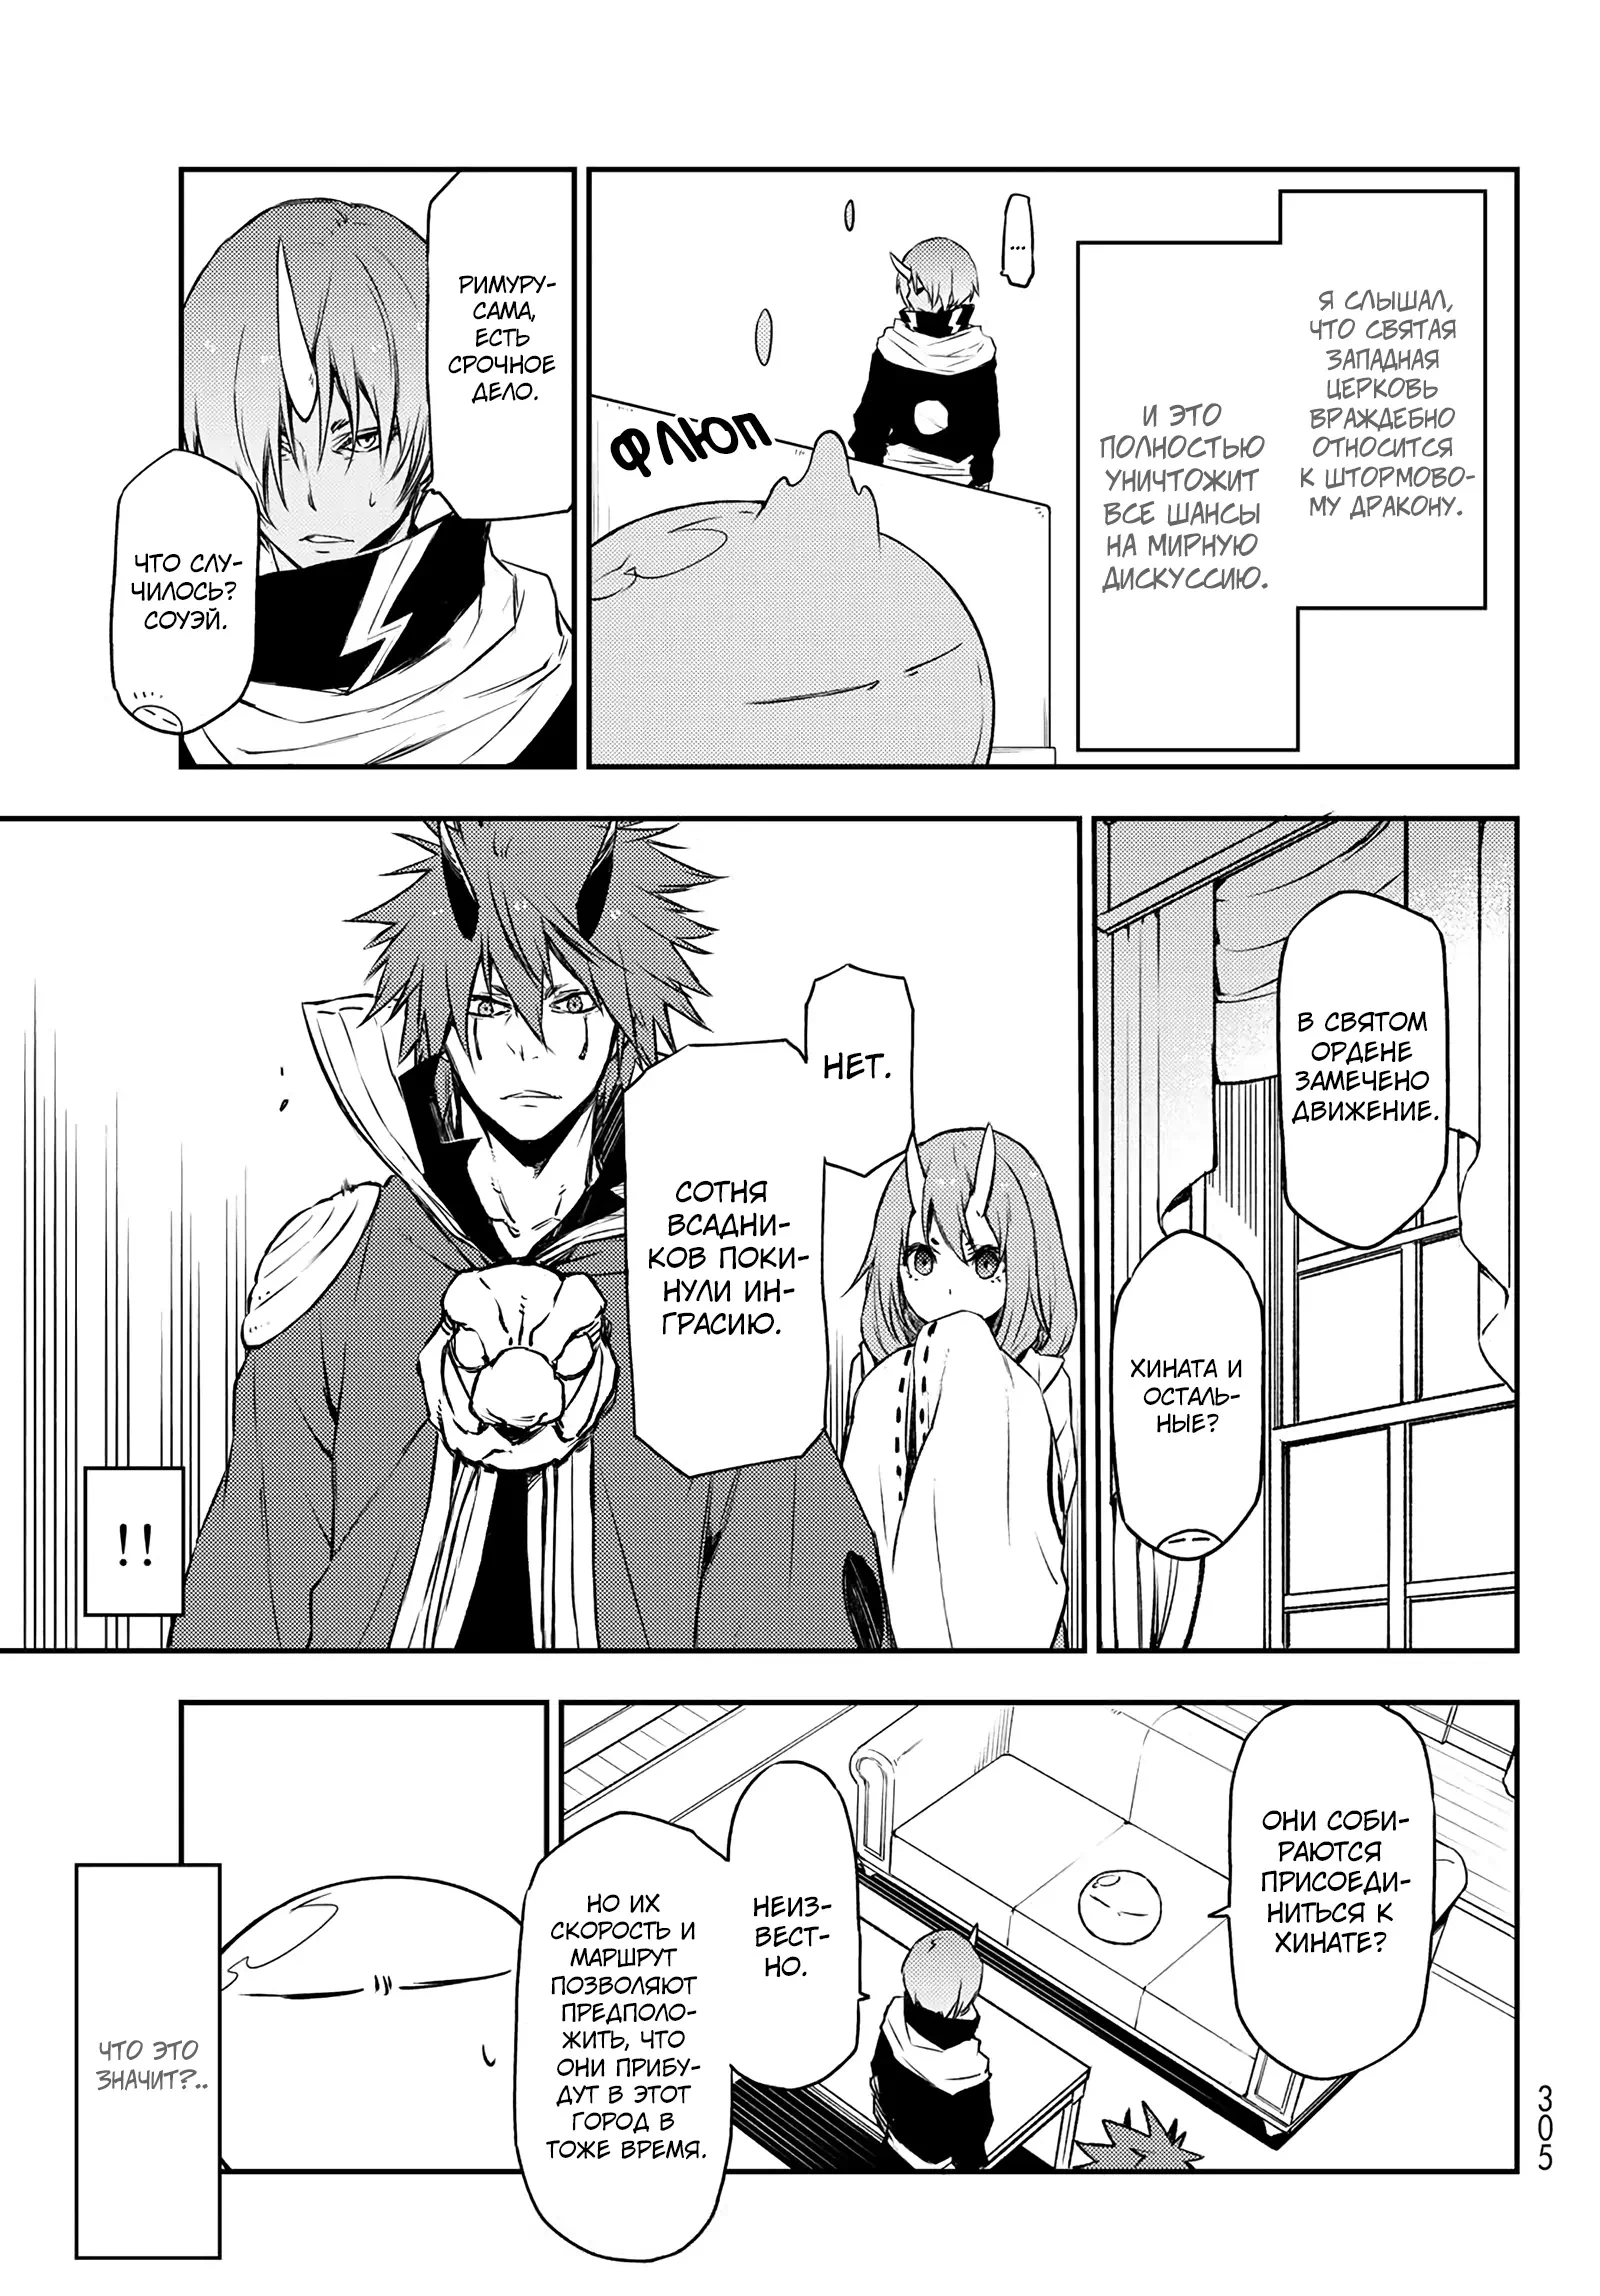 Я СЛЫШАЛ,
ЧТО СВЯТАЯ
ЗАПАДНАЯ
ЦЕРКОВЬ
ВРАЖДЕБНО
ОТНОСИТСЯ
К ШТОРМОВО-
МУ ДРАКОНУ.
И ЭТО
ПОЛНОСТЬЮ
УНИЧТОЖИТ
ВСЕ ШАНСЫ
НА МИРНУЮ
ДИСКУССИЮ.
...
ФЛЮП
РИМУРУ-
САМА,
ЕСТЬ
СРОЧНОЕ
ДЕЛО.
ЧТО СЛУ-
ЧИЛОСЬ?
СОУЭЙ.
В СВЯТОМ
ОРДЕНЕ
ЗАМЕЧЕНО
ДВИЖЕНИЕ.
ХИНАТА И
ОСТАЛЬ-
НЫЕ?
НЕТ.
СОТНЯ
ВСАДНИ-
КОВ ПОКИ-
НУЛИ ИН-
ГРАСИЮ.
!!
ОНИ СОБИ-
РАЮТСЯ
ПРИСОЕДИ-
НИТЬСЯ К
ХИНАТЕ?
НЕИЗ-
ВЕСТ-
НО.
НО ИХ
СКОРОСТЬ И
МАРШРУТ
ПОЗВОЛЯЮТ
ПРЕДПОЛО-
ЖИТЬ, ЧТО
ОНИ ПРИБУ-
ДУТ В ЭТОТ
ГОРОД В
ТОЖЕ ВРЕМЯ.
ЧТО ЭТО
ЗНАЧИТ?..
305